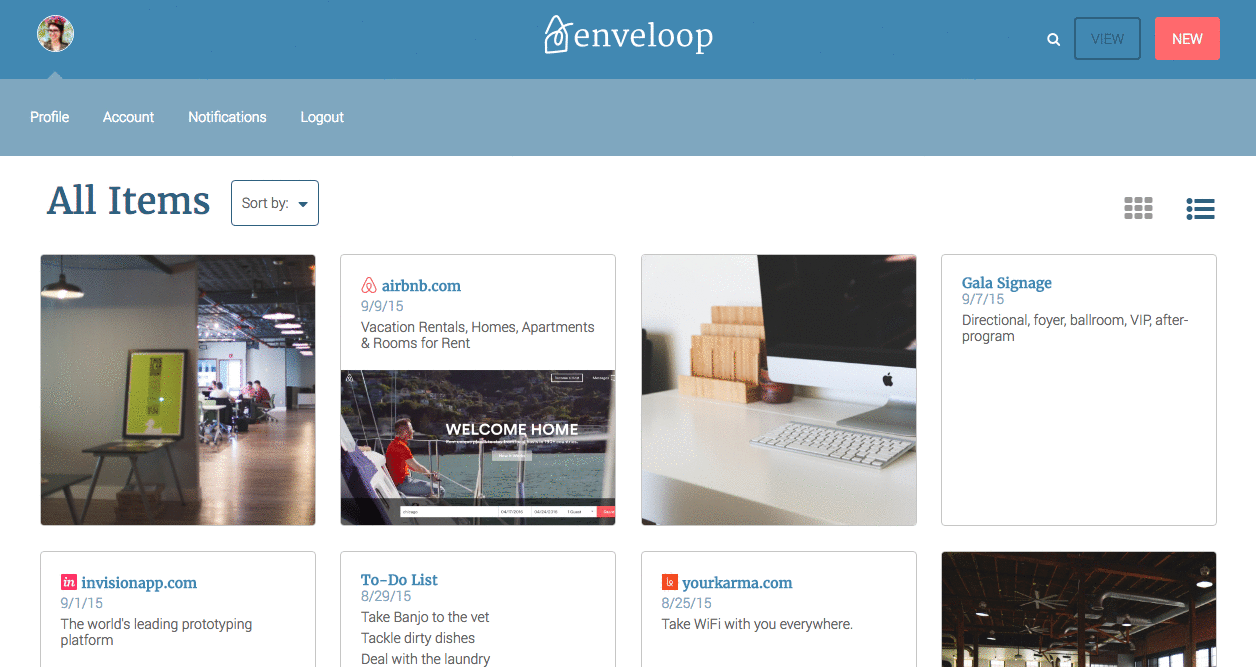 enveloop
VIEW
NEW
Profile
Account
Notifications
Logout
All Items
Sort by:
airbnb.com
9/9/15
Vacation Rentals, Homes, Apartments
& Rooms for Rent
WELCOME HOME
Gala Signage
9/7/15
Directional, foyer, ballroom, VIP, after-
program
in invisionapp.com
9/1/15
The world's leading prototyping
platform
To-Do List
8/29/15
Take Banjo to the vet
Tackle dirty dishes
Deal with the laundry
yourkarma.com
8/25/15
Take WiFi with you everywhere.